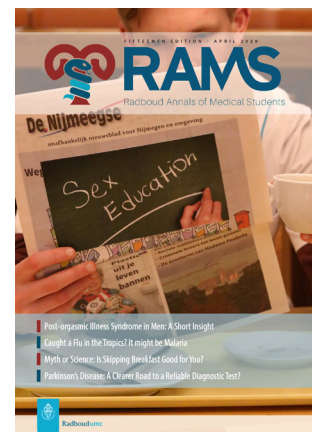 FIFTEENTH EDITION - APRIL 2020
RAMS
Radboud Annals of Medical Students
De Nijmeegse
onafhankelijk nieuwsblad voor Nijmegen en omgeving
Sex
Education
Plastic
uit je
leven
bannen
Post-orgasmic Illness Syndrome in Men: A Short Insight
Caught a Flu in the Tropics? It might be Malaria
Myth or Science: Is Skipping Breakfast Good for You?
Parkinson's Disease: A Clearer Road to a Reliable Diagnostic Test?
Radboudumc